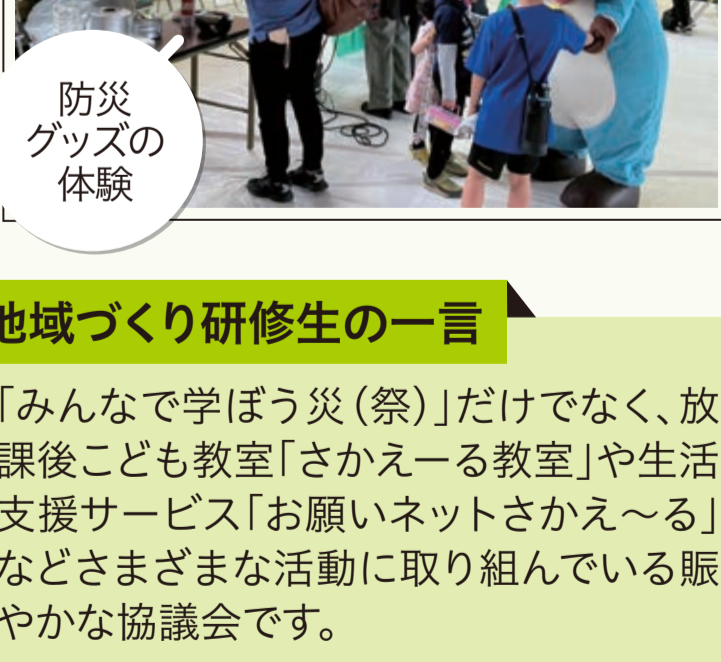 防災
グッズの
体験
地域づくり研修生の一言
「みんなで学ぼう災(祭)」だけでなく、放
課後こども教室「さかえーる教室」や生活
支援サービス「お願いネットさかえ〜る」
などさまざまな活動に取り組んでいる賑
やかな協議会です。